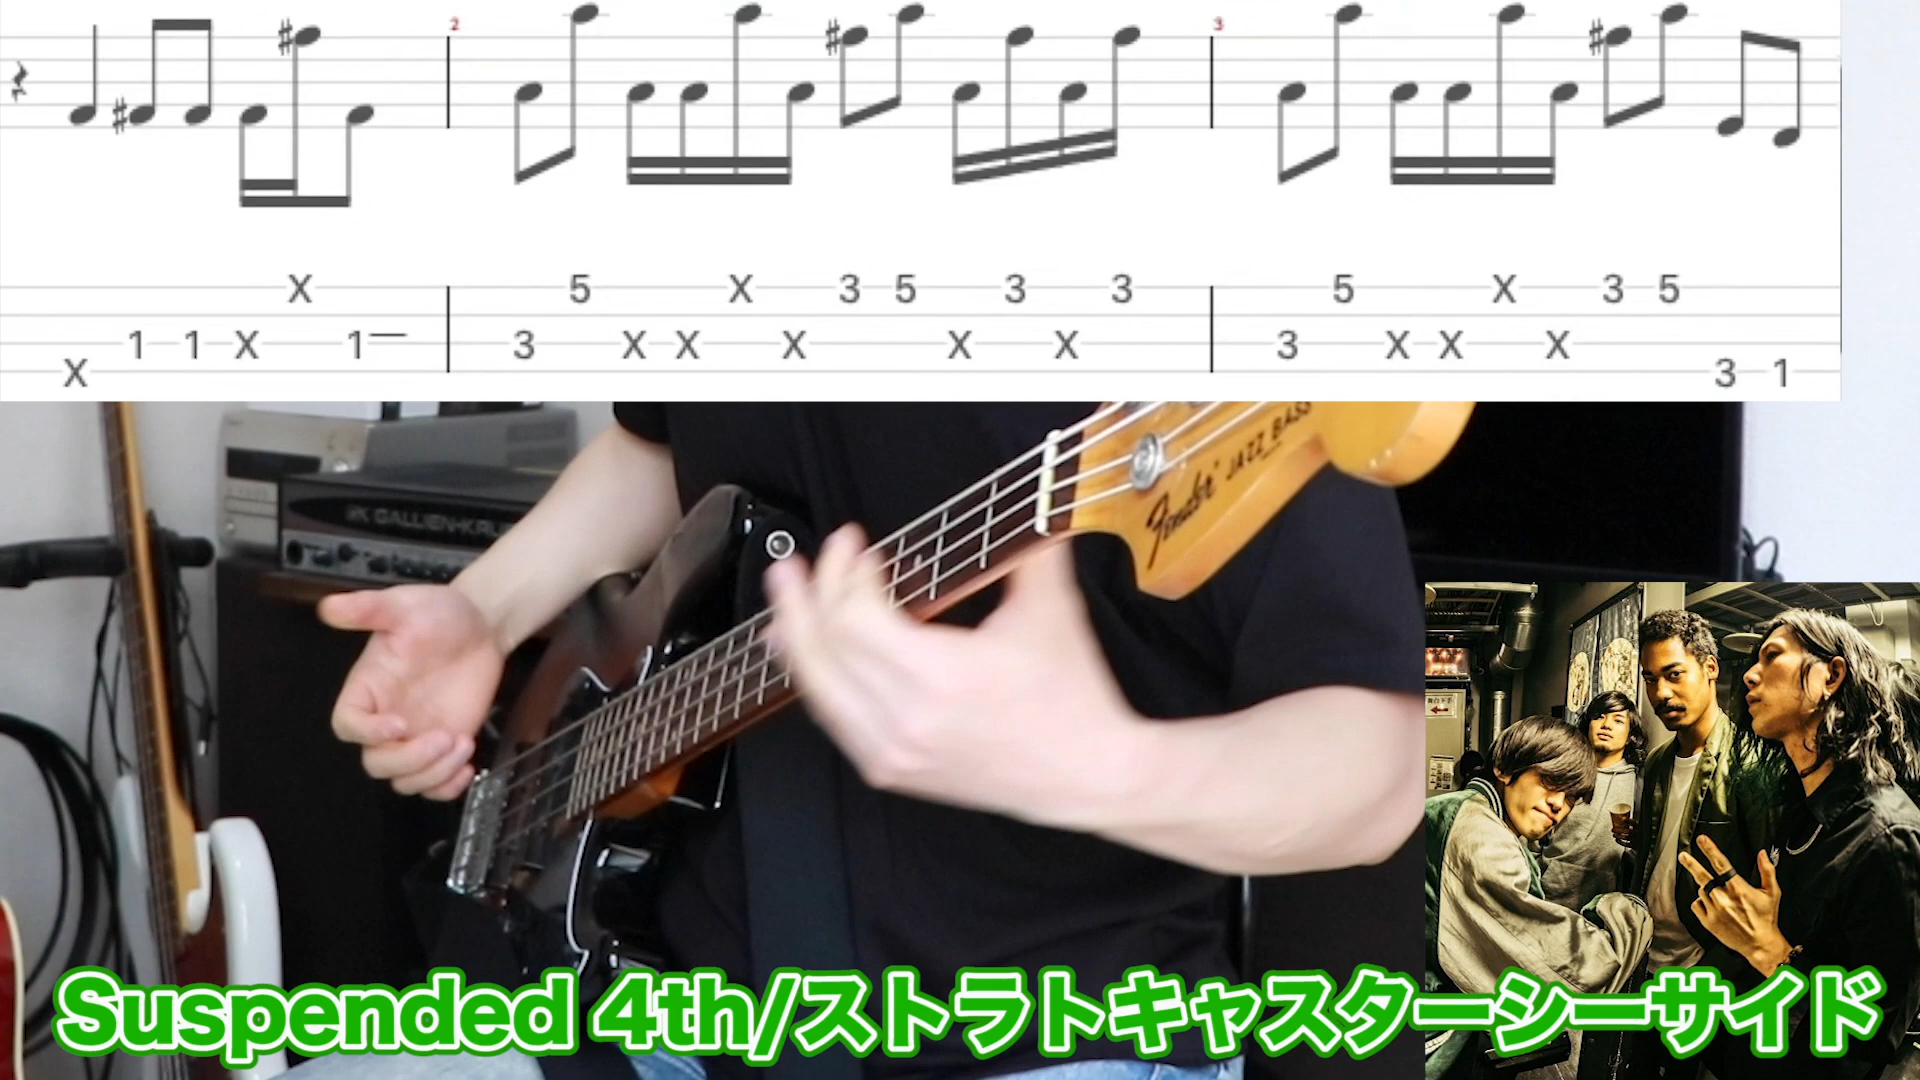 2
3
X X 5 X 3 5 3 3 5 X 3 5
1 1 X 1 3 X X X X X 3 X X X
X 3 1
GALLIEN-KRU
Fender JAZZ BASS
Suspended 4th/ストラトキャスターシーサイド